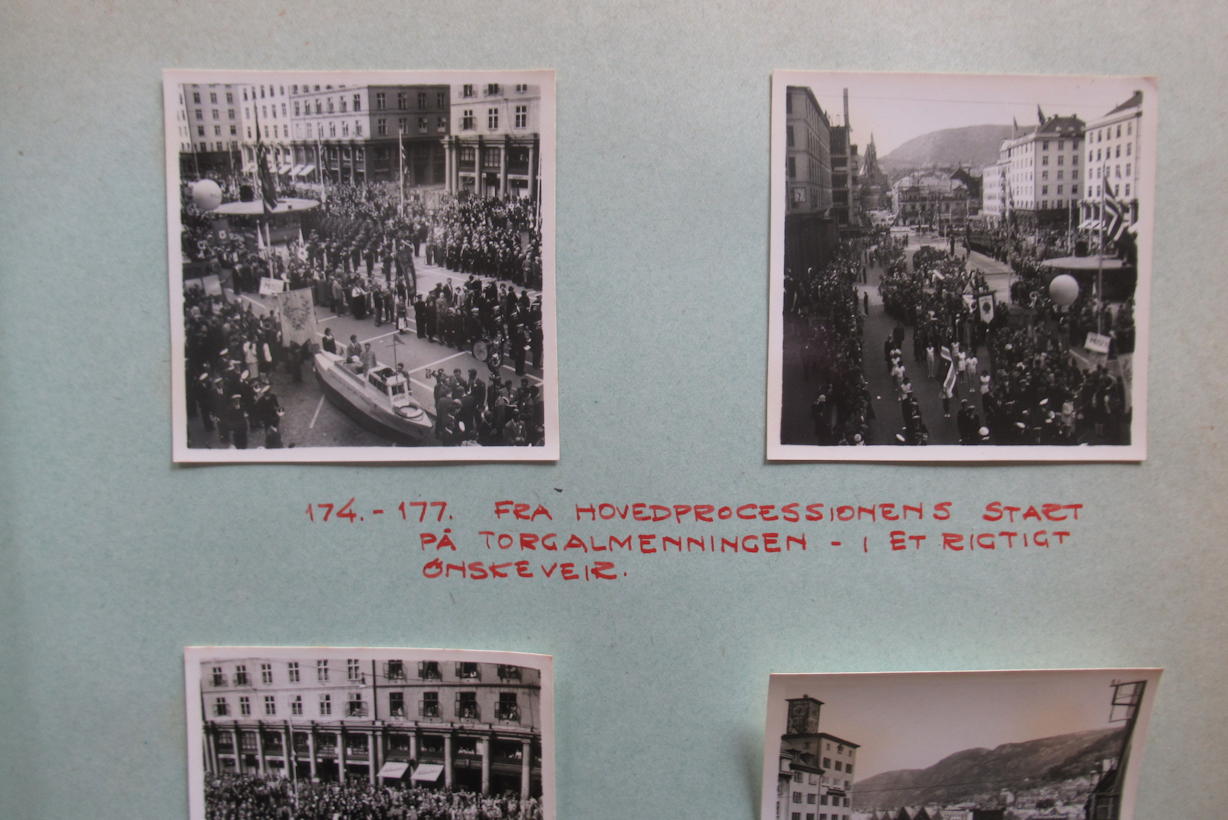 174.- 177. FRA HOVEDPROCESSIONENS START
PÅ TORGALMENNINGEN - I ET RIGTIGT
ØNSKEVEIR.